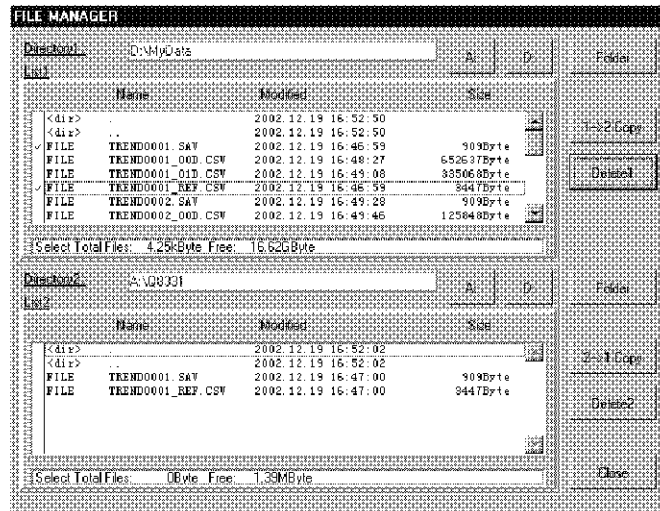 FILE MANAGER
Directory1: D:\MyData A: D: Folder
List1
Name Modified Size
<dir> . 2002.12.19 16:52:50
<dir> .. 2002.12.19 16:52:50
1->2 Copy
✓ FILE TREND0001.SAV 2002.12.19 16:46:59 909Byte
FILE TREND0001_00D.CSV 2002.12.19 16:48:27 652637Byte
FILE TREND0001_01D.CSV 2002.12.19 16:49:08 335068Byte
Delete1
✓ FILE TREND0001_REF.CSV 2002.12.19 16:46:59 3447Byte
FILE TREND0002.SAV 2002.12.19 16:49:28 909Byte
FILE TREND0002_00D.CSV 2002.12.19 16:49:46 125848Byte
Select Total Files: 4.25kByte Free: 16.62GByte
Directory2: A:\Q8331 A: D: Folder
List2
Name Modified Size
<dir> . 2002.12.19 16:52:02
<dir> .. 2002.12.19 16:52:02
2->1 Copy
FILE TREND0001.SAV 2002.12.19 16:47:00 909Byte
FILE TREND0001_REF.CSV 2002.12.19 16:47:00 3447Byte
Delete2
Select Total Files: 0Byte Free: 1.39MByte
Close